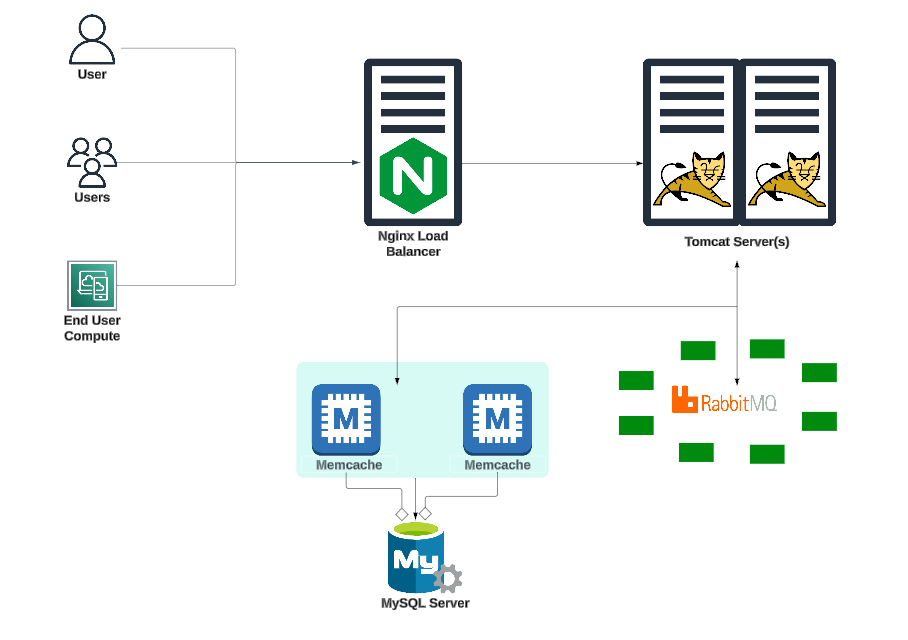 User
Users
End User
Compute
N
Nginx Load
Balancer
Tomcat Server(s)
M
M
Memcache
Memcache
RabbitMQ
My
MySQL Server